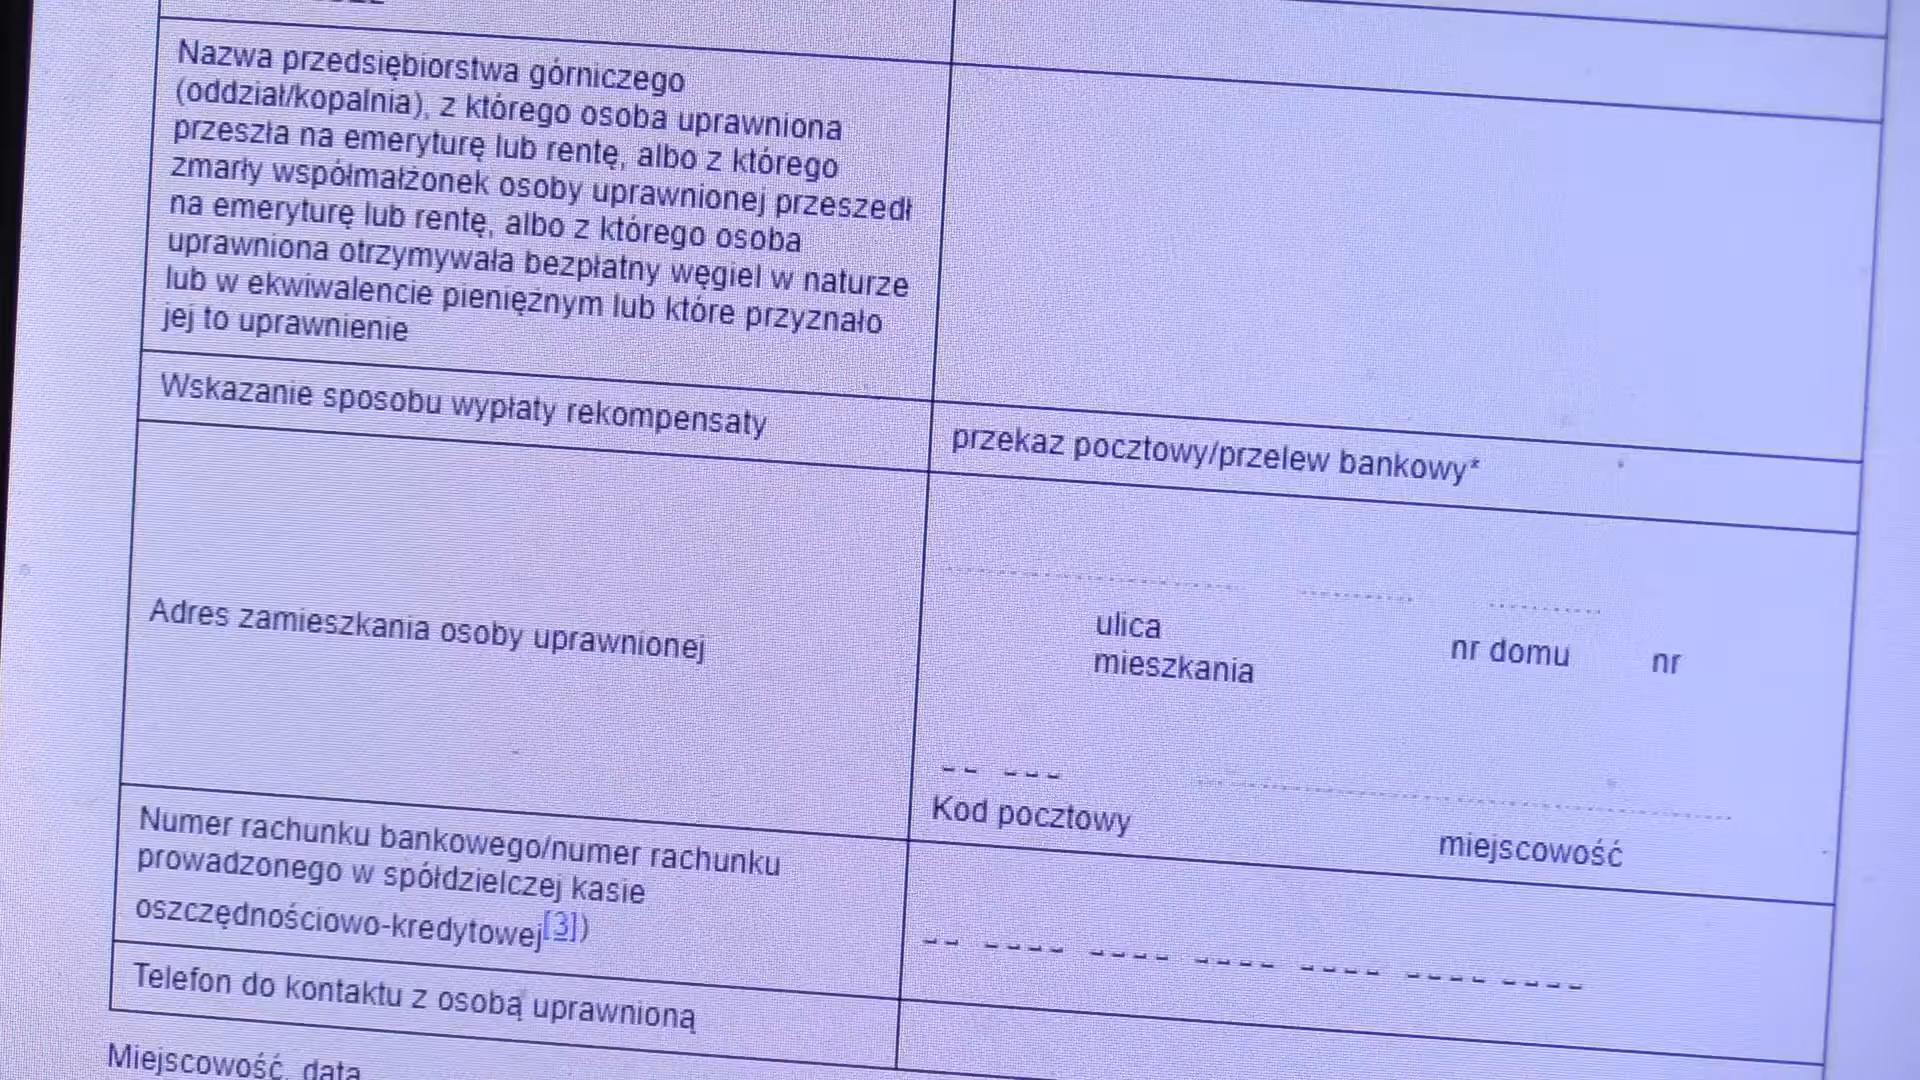 Nazwa przedsiębiorstwa górniczego
(oddział/kopalnia), z którego osoba uprawniona
przeszła na emeryturę lub rentę, albo z którego
zmarły współmałżonek osoby uprawnionej przeszedł
na emeryturę lub rentę, albo z którego osoba
uprawniona otrzymywała bezpłatny węgiel w naturze
lub w ekwiwalencie pieniężnym lub które przyznało
jej to uprawnienie
Wskazanie sposobu wypłaty rekompensaty
przekaz pocztowy/przelew bankowy*
Adres zamieszkania osoby uprawnionej
ulica nr domu nr
mieszkania
Kod pocztowy
miejscowość
Numer rachunku bankowego/numer rachunku
prowadzonego w spółdzielczej kasie
oszczędnościowo-kredytowej[3])
Telefon do kontaktu z osobą uprawnioną
Miejscowość, data